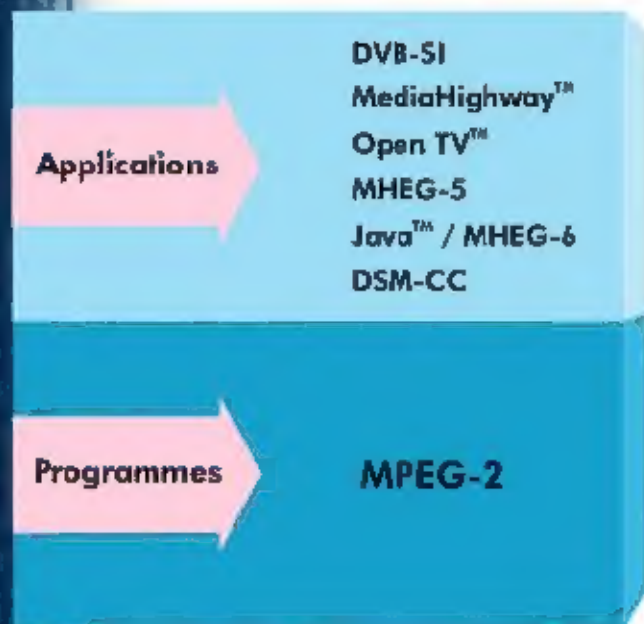 DVB-SI
MediaHighway™
Open TV™
Applications
MHEG-5
Java™ / MHEG-6
DSM-CC
Programmes
MPEG-2